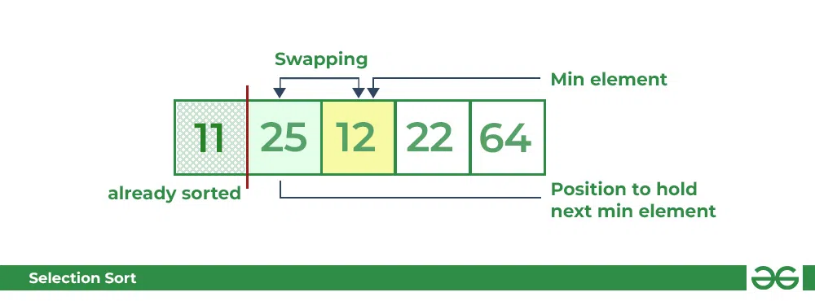 Swapping
Min element
11 25 12 22 64
already sorted
Position to hold
next min element
Selection Sort